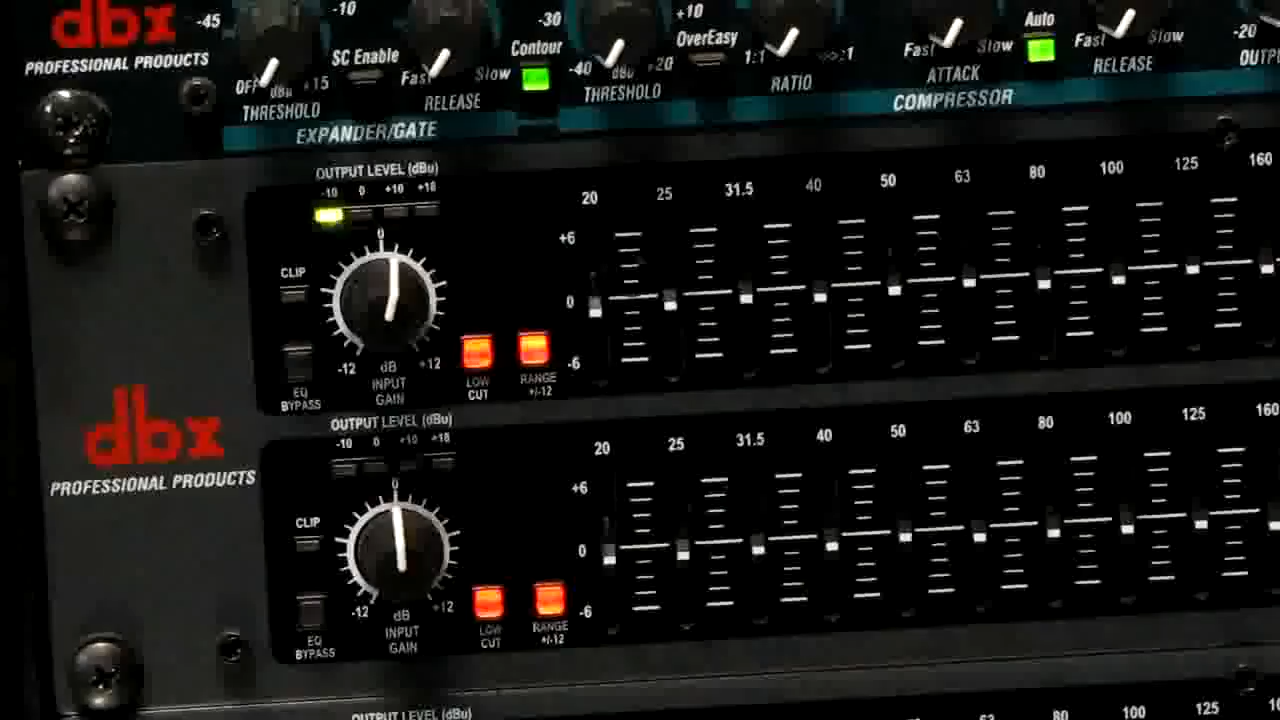 dbx
PROFESSIONAL PRODUCTS
-45 -10 -30 +10
SC Enable Contour OverEasy Auto
OFF dBu +15 Fast Slow -40 dBu +20 1:1 Fast Slow Fast Slow -20
THRESHOLD RELEASE THRESHOLD RATIO ATTACK RELEASE
EXPANDER/GATE COMPRESSOR
OUTPUT LEVEL (dBu)
-10 0 +10 +18
20 25 31.5 40 50 63 80 100 125 160
0
+6
CLIP
0
-12 dB +12
-6
INPUT
GAIN
EQ
BYPASS
LOW
CUT
RANGE
+/-12
dbx
PROFESSIONAL PRODUCTS
OUTPUT LEVEL (dBu)
-10 0 +10 +18
20 25 31.5 40 50 63 80 100 125 160
0
+6
CLIP
0
-12 dB +12
-6
INPUT
GAIN
EQ
BYPASS
LOW
CUT
RANGE
+/-12
OUTPUT LEVEL (dBu)
63 80 100 125